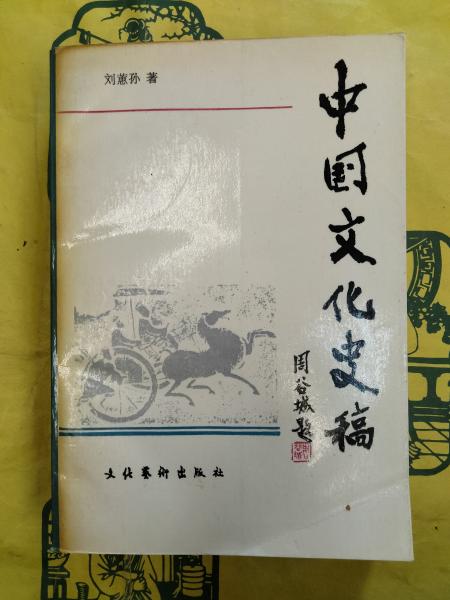 刘蕙孙 著
中国文化史稿
周谷城题
文化艺術出版社